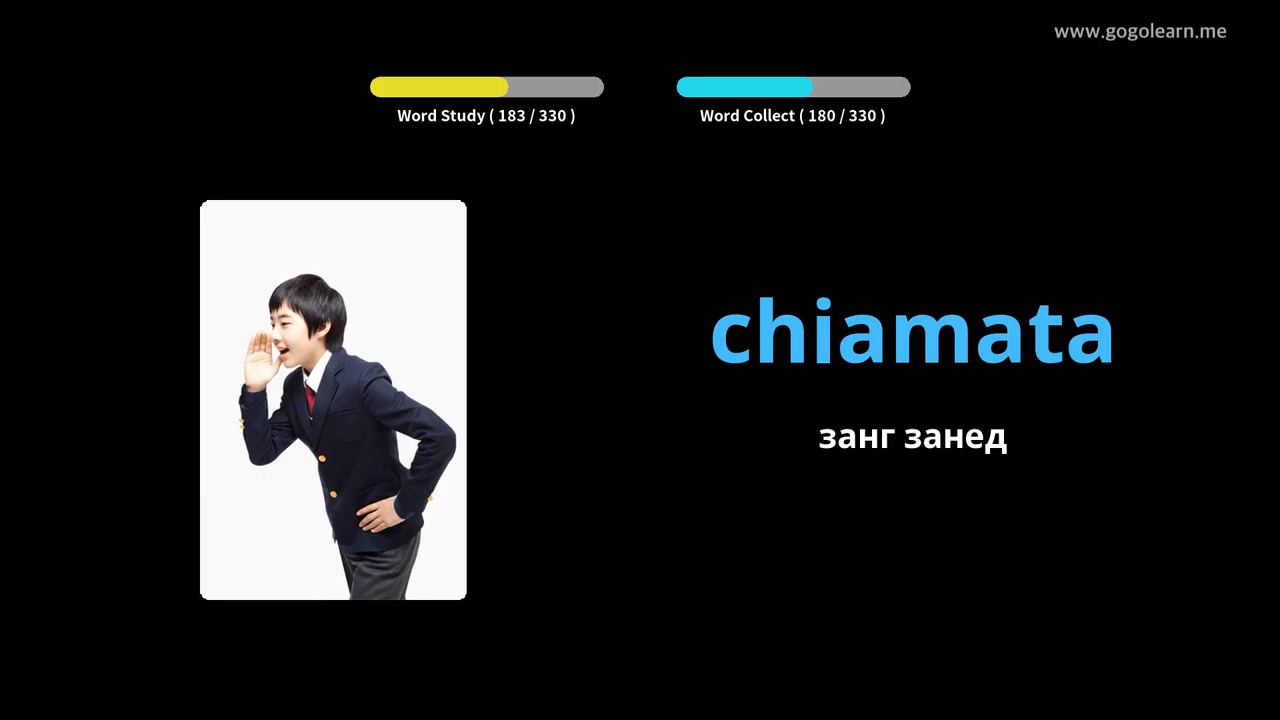 www.gogolearn.me
Word Study ( 183 / 330 )
Word Collect ( 180 / 330 )
chiamata
занг занед